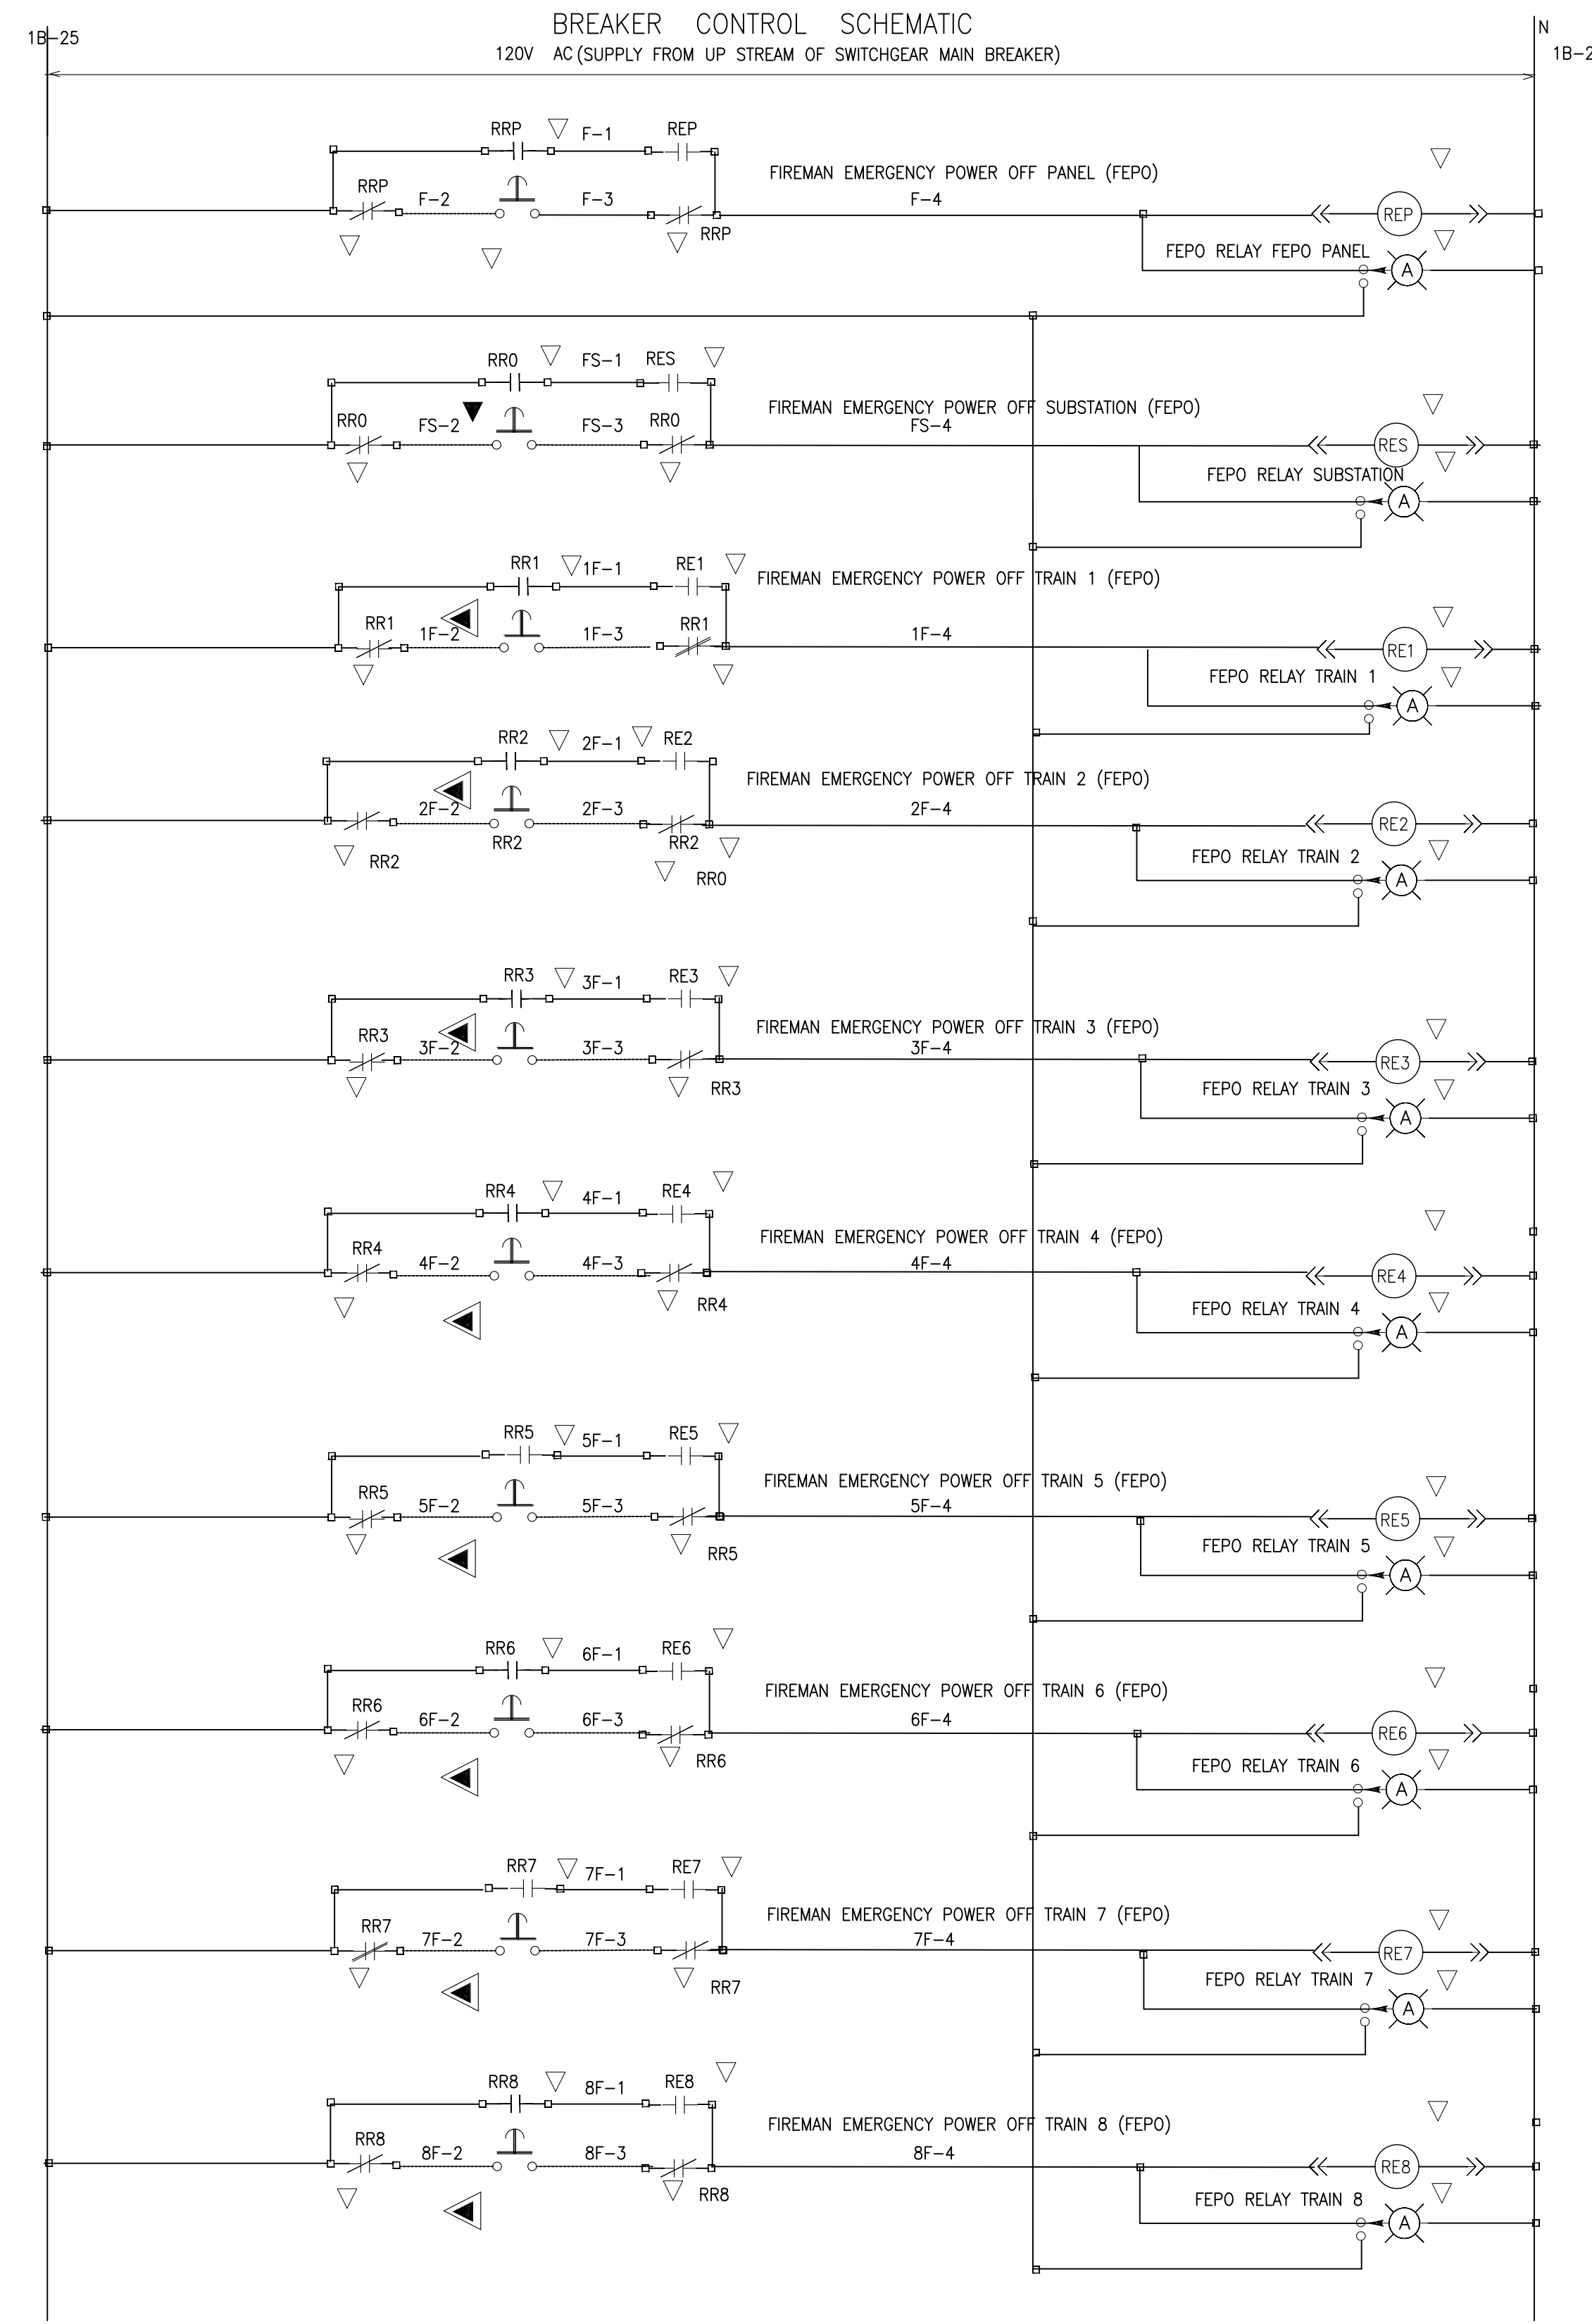 BREAKER CONTROL SCHEMATIC
1B-25
N
120V AC (SUPPLY FROM UP STREAM OF SWITCHGEAR MAIN BREAKER)
1B-2
RRP F-1 REP
FIREMAN EMERGENCY POWER OFF PANEL (FEPO)
RRP F-2 F-3 F-4
REP
RRP
FEPO RELAY FEPO PANEL
A
RR0 FS-1 RES
FIREMAN EMERGENCY POWER OFF SUBSTATION (FEPO)
RR0 FS-2 FS-3 RR0 FS-4
RES
FEPO RELAY SUBSTATION
A
RR1 1F-1 RE1
FIREMAN EMERGENCY POWER OFF TRAIN 1 (FEPO)
RR1 1F-2 1F-3 RR1 1F-4
RE1
FEPO RELAY TRAIN 1
A
RR2 2F-1 RE2
FIREMAN EMERGENCY POWER OFF TRAIN 2 (FEPO)
2F-2 2F-3 2F-4
RE2
RR2 RR2
FEPO RELAY TRAIN 2
RR2 RR0
A
RR3 3F-1 RE3
FIREMAN EMERGENCY POWER OFF TRAIN 3 (FEPO)
RR3 3F-2 3F-3 3F-4
RE3
RR3
FEPO RELAY TRAIN 3
A
RR4 4F-1 RE4
FIREMAN EMERGENCY POWER OFF TRAIN 4 (FEPO)
RR4 4F-2 4F-3 4F-4
RE4
RR4
FEPO RELAY TRAIN 4
A
RR5 5F-1 RE5
FIREMAN EMERGENCY POWER OFF TRAIN 5 (FEPO)
RR5 5F-2 5F-3 5F-4
RE5
RR5
FEPO RELAY TRAIN 5
A
RR6 6F-1 RE6
FIREMAN EMERGENCY POWER OFF TRAIN 6 (FEPO)
RR6 6F-2 6F-3 6F-4
RE6
RR6
FEPO RELAY TRAIN 6
A
RR7 7F-1 RE7
FIREMAN EMERGENCY POWER OFF TRAIN 7 (FEPO)
RR7 7F-2 7F-3 7F-4
RE7
RR7
FEPO RELAY TRAIN 7
A
RR8 8F-1 RE8
FIREMAN EMERGENCY POWER OFF TRAIN 8 (FEPO)
RR8 8F-2 8F-3 8F-4
RE8
RR8
FEPO RELAY TRAIN 8
A